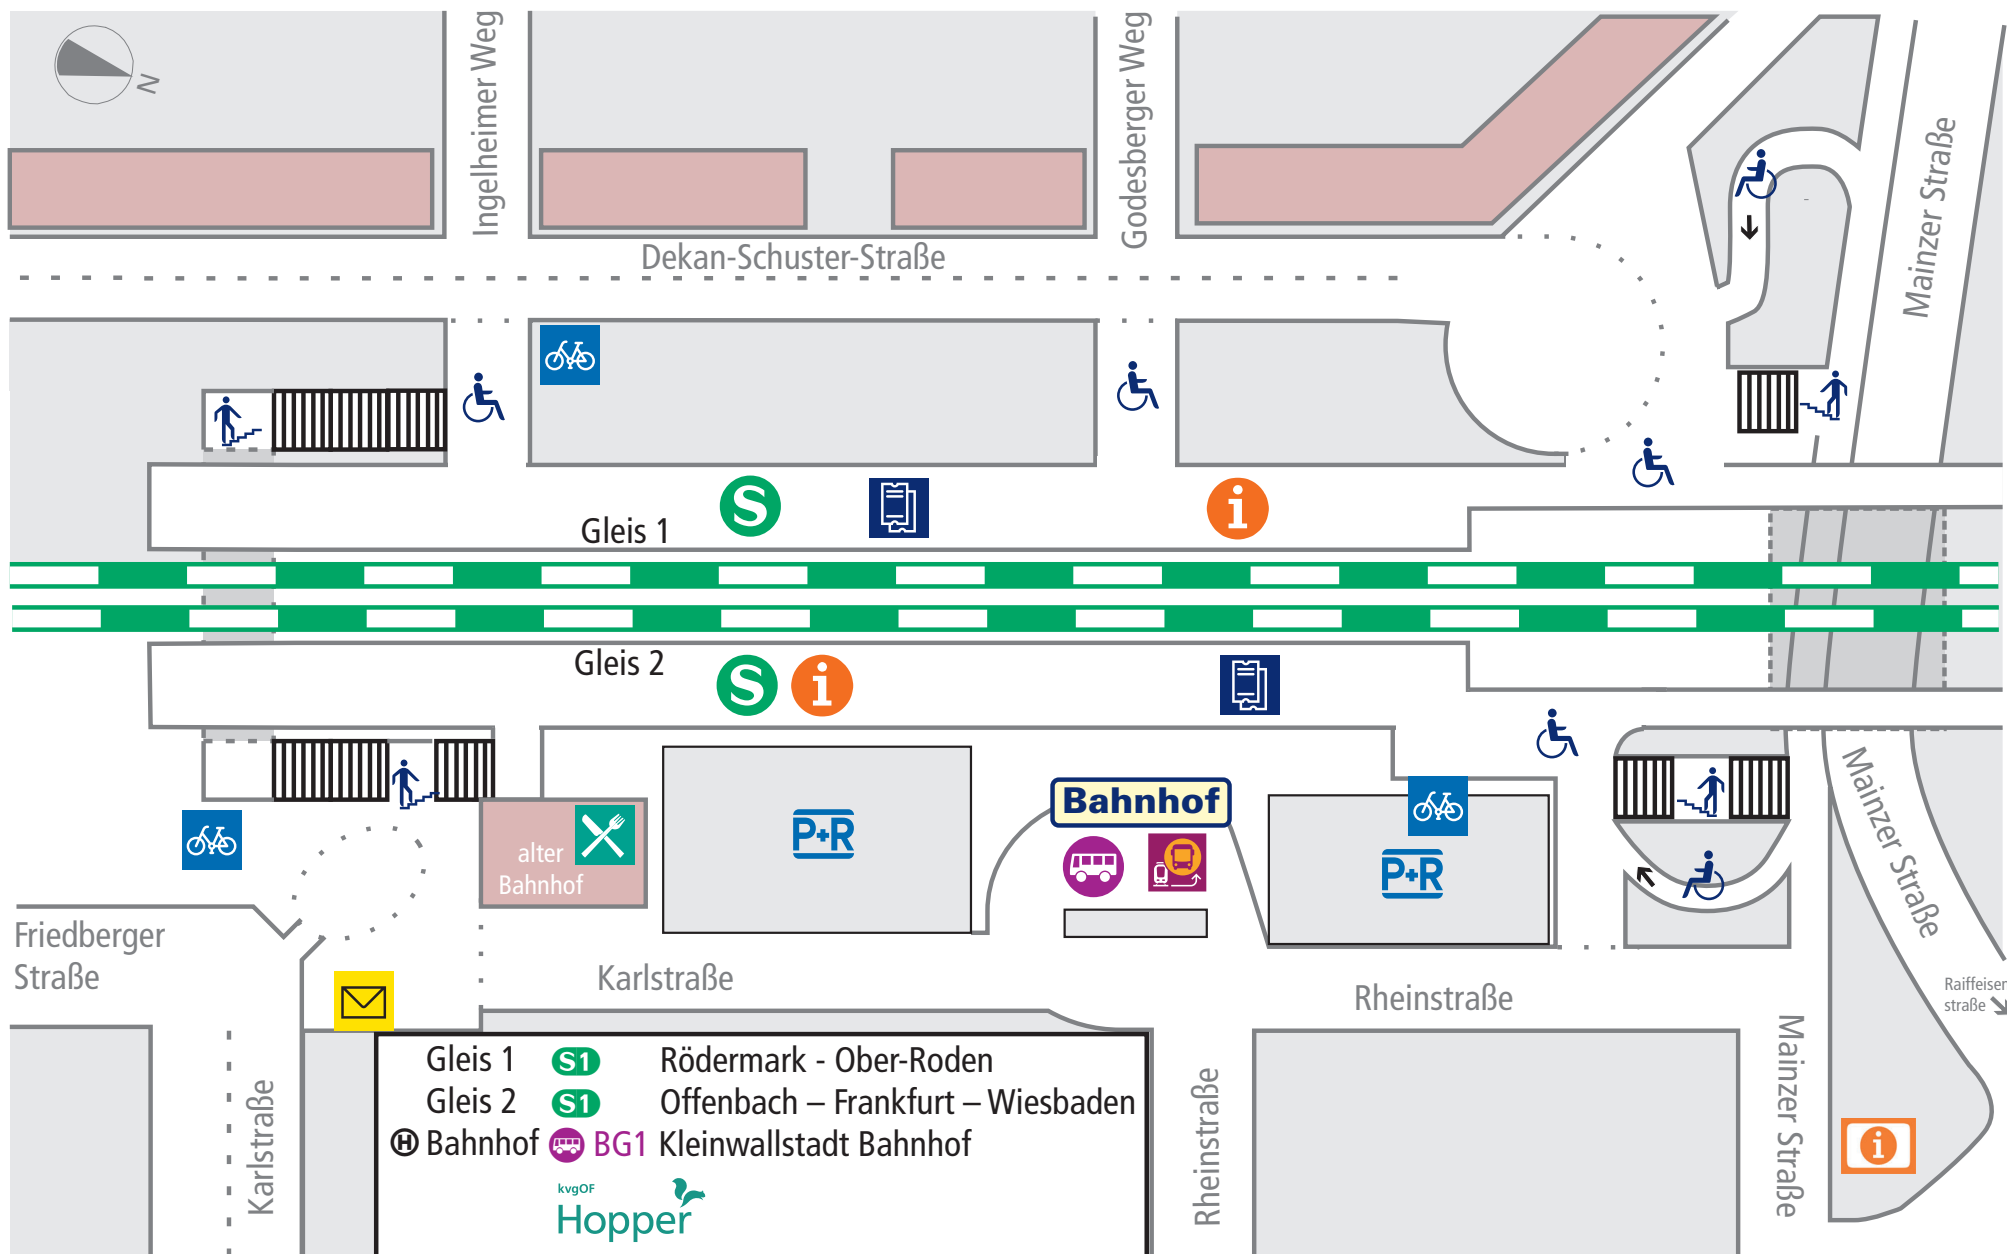 N
Ingelheimer Weg
Godesberger Weg
Mainzer Straße
Dekan-Schuster-Straße
S
i
Gleis 1
Gleis 2
S
i
Bahnhof
P+R
P+R
alter
Bahnhof
Mainzer Straße
Friedberger
Straße
Karlstraße
Rheinstraße
Raiffeisen
straße
Karlstraße
Rheinstraße
Mainzer Straße
i
Gleis 1 S1 Rödermark - Ober-Roden
Gleis 2 S1 Offenbach – Frankfurt – Wiesbaden
H Bahnhof BG1 Kleinwallstadt Bahnhof
kvgOF
Hopper